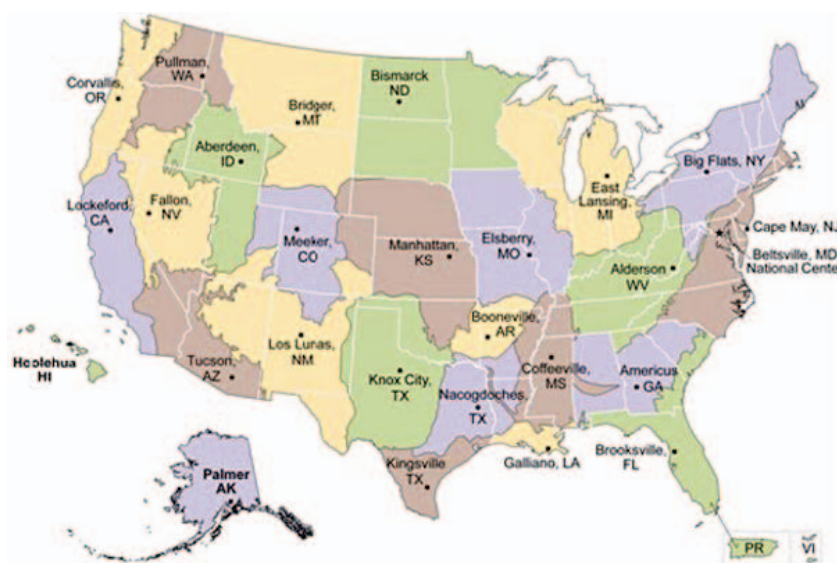 Pullman,
WA
Corvallis,
OR
Bismarck
ND
Bridger,
MT
Aberdeen,
ID
Big Flats, NY
East
Lansing,
MI
Fallon,
NV
Lockeford,
CA
Meeker,
CO
Manhattan,
KS
Elsberry,
MO
Cape May, NJ
Beltsville, MD
National Center
Alderson
WV
Booneville,
AR
Los Lunas,
NM
Tucson,
AZ
Hoolehua
HI
Knox City,
TX
Nacogdoches,
TX
Coffeeville,
MS
Americus
GA
Kingsville
TX
Galliano, LA
Brooksville,
FL
Palmer
AK
PR
VI